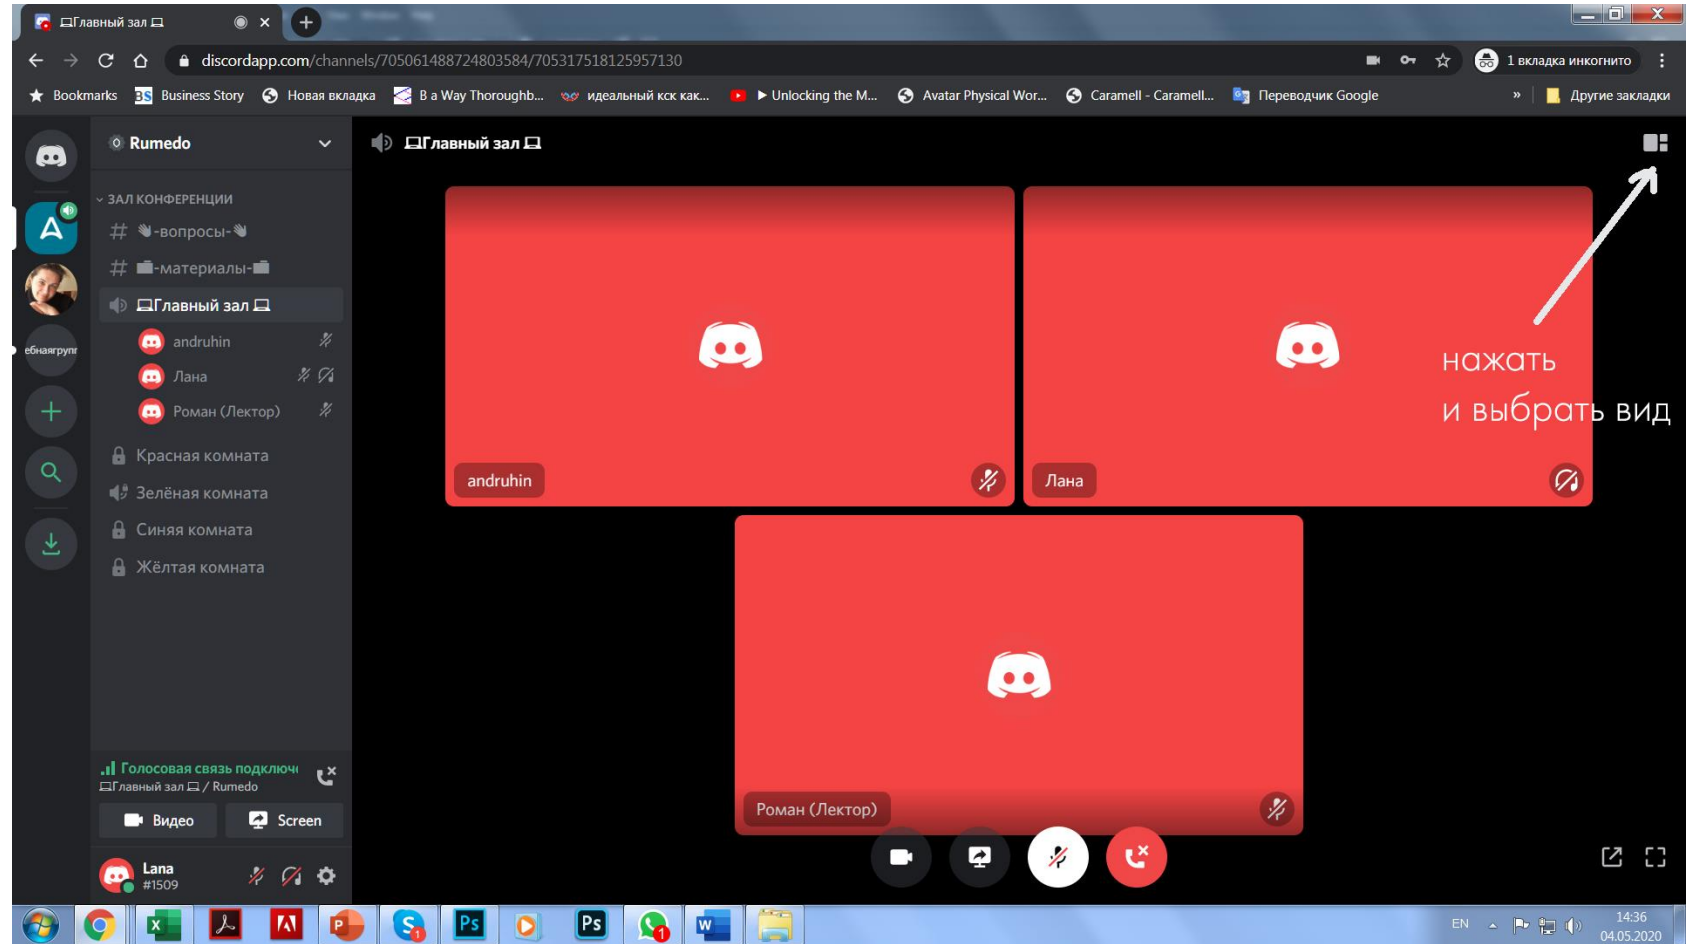 Главный зал
discordapp.com/channels/705061488724803584/705317518125957130
1 вкладка инкогнито
Bookmarks BS Business Story Новая вкладка B a Way Thoroughb... идеальный кск как... ► Unlocking the M... Avatar Physical Wor... Caramell - Caramell... Переводчик Google » Другие закладки
Rumedo
Главный зал
ЗАЛ КОНФЕРЕНЦИИ
# -вопросы-
# -материалы-
Главный зал
andruhin
Лана
Роман (Лектор)
Красная комната
Зелёная комната
Синяя комната
Жёлтая комната
ебнаягрупп
нажать
и выбрать вид
andruhin
Лана
Роман (Лектор)
Голосовая связь подключ
Главный зал / Rumedo
Видео Screen
Lana
#1509
EN
14:36
04.05.2020